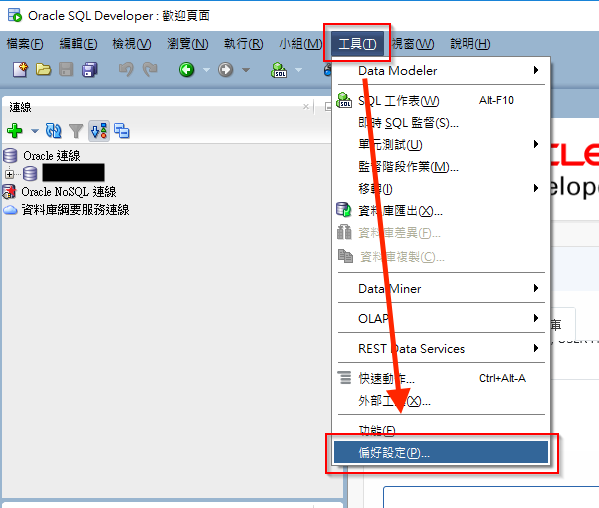 Oracle SQL Developer : 歡迎頁面
檔案(F) 編輯(E) 檢視(V) 瀏覽(N) 執行(R) 小組(M) 工具(T) 視窗(W) 說明(H)
連線
Oracle 連線
Oracle NoSQL 連線
資料庫綱要服務連線
Data Modeler
SQL 工作表(W) Alt-F10
即時 SQL 監督(S)...
單元測試(U)
監督階段作業(M)...
移轉(I)
資料庫匯出(X)...
資料庫差異(F)...
資料庫複製(C)...
Data Miner
OLAP
REST Data Services
快速動作... Ctrl+Alt-A
外部工具(X)...
功能(F)
偏好設定(P)...
庫